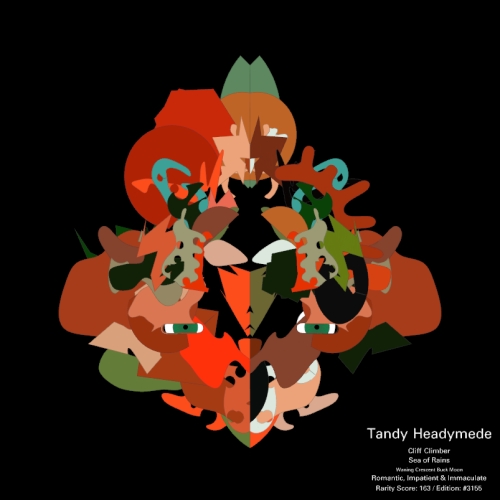 Tandy Headymede
Cliff Climber
Sea of Rains
Waning Crescent Buck Moon
Romantic, Impatient & Immaculate
Rarity Score: 163 / Edition: #3155